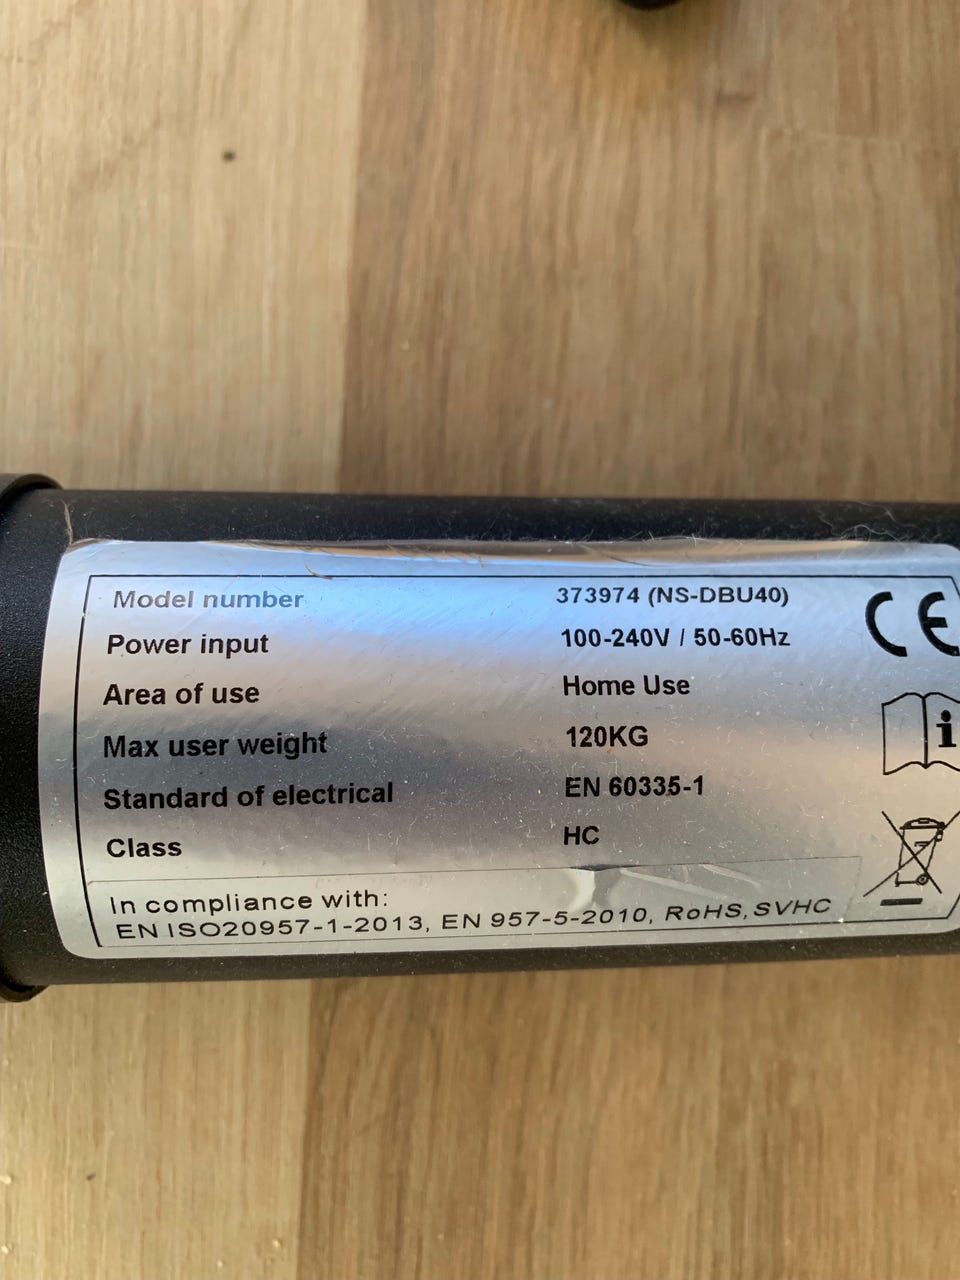 Model number 373974 (NS-DBU40)
Power input 100-240V / 50-60Hz
Area of use Home Use
Max user weight 120KG
Standard of electrical EN 60335-1
Class HC
In compliance with:
EN ISO20957-1-2013, EN 957-5-2010, RoHS, SVHC
CE
i